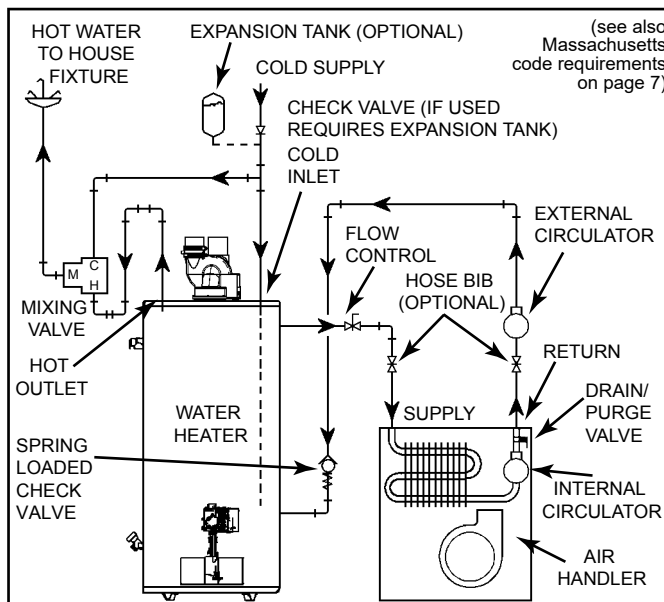 HOT WATER
TO HOUSE
FIXTURE
EXPANSION TANK (OPTIONAL)
COLD SUPPLY
(see also
Massachusetts
code requirements
on page 7)
CHECK VALVE (IF USED
REQUIRES EXPANSION TANK)
COLD
INLET
FLOW
CONTROL
EXTERNAL
CIRCULATOR
HOSE BIB
(OPTIONAL)
M
C
H
MIXING
VALVE
HOT
OUTLET
WATER
HEATER
SPRING
LOADED
CHECK
VALVE
SUPPLY
RETURN
DRAIN/
PURGE
VALVE
INTERNAL
CIRCULATOR
AIR
HANDLER